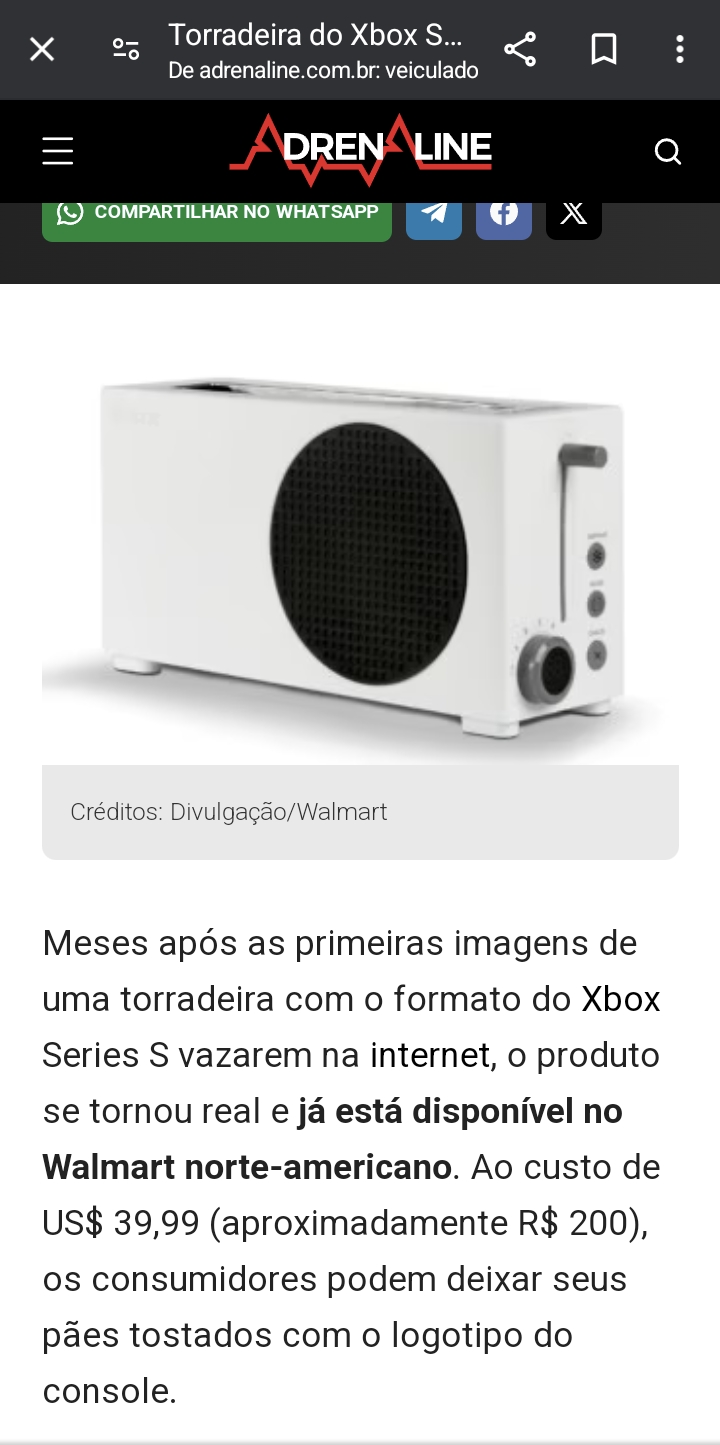 Torradeira do Xbox S...
De adrenaline.com.br: veiculado
ADRENALINE
COMPARTILHAR NO WHATSAPP
Créditos: Divulgação/Walmart
Meses após as primeiras imagens de
uma torradeira com o formato do Xbox
Series S vazarem na internet, o produto
se tornou real e já está disponível no
Walmart norte-americano. Ao custo de
US$ 39,99 (aproximadamente R$ 200),
os consumidores podem deixar seus
pães tostados com o logotipo do
console.